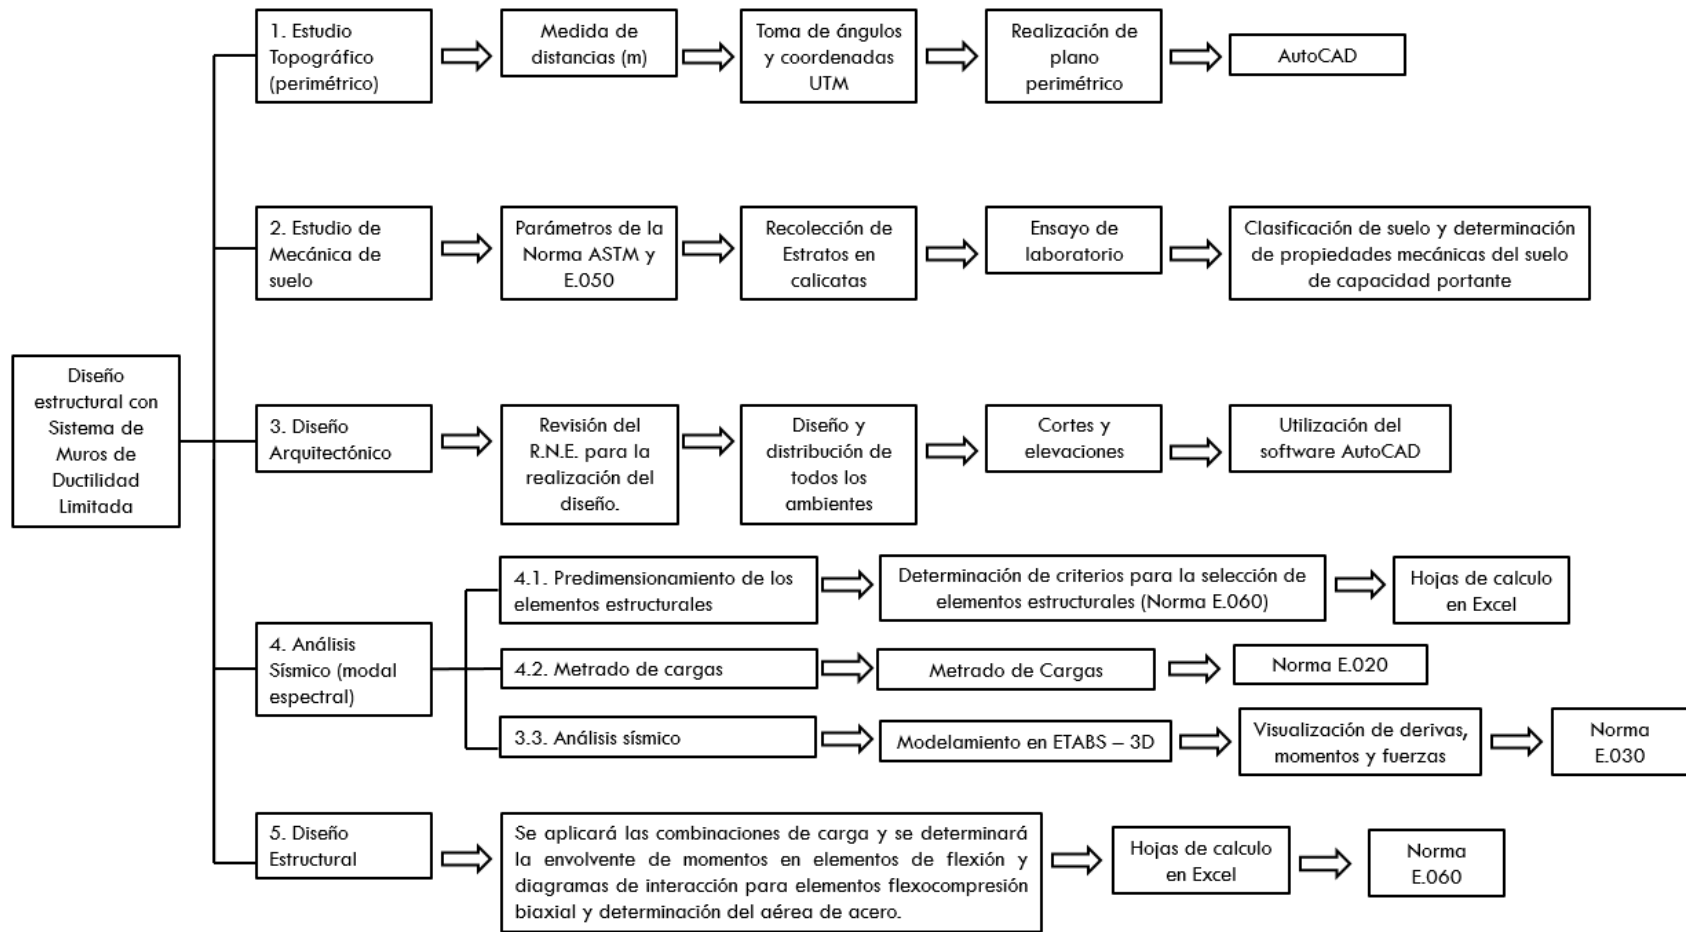 Diseño
estructural con
Sistema de
Muros de
Ductilidad
Limitada
1. Estudio
Topográfico
(perimétrico)
Medida de
distancias (m)
Toma de ángulos
y coordenadas
UTM
Realización de
plano
perimétrico
AutoCAD
2. Estudio de
Mecánica de
suelo
Parámetros de la
Norma ASTM y
E.050
Recolección de
Estratos en
calicatas
Ensayo de
laboratorio
Clasificación de suelo y determinación
de propiedades mecánicas del suelo
de capacidad portante
3. Diseño
Arquitectónico
Revisión del
R.N.E. para la
realización del
diseño.
Diseño y
distribución de
todos los
ambientes
Cortes y
elevaciones
Utilización del
software AutoCAD
4. Análisis
Sísmico (modal
espectral)
4.1. Predimensionamiento de los
elementos estructurales
Determinación de criterios para la selección de
elementos estructurales (Norma E.060)
Hojas de calculo
en Excel
4.2. Metrado de cargas
Metrado de Cargas
Norma E.020
3.3. Análisis sísmico
Modelamiento en ETABS – 3D
Visualización de derivas,
momentos y fuerzas
Norma
E.030
5. Diseño
Estructural
Se aplicará las combinaciones de carga y se determinará
la envolvente de momentos en elementos de flexión y
diagramas de interacción para elementos flexocompresión
biaxial y determinación del aérea de acero.
Hojas de calculo
en Excel
Norma
E.060